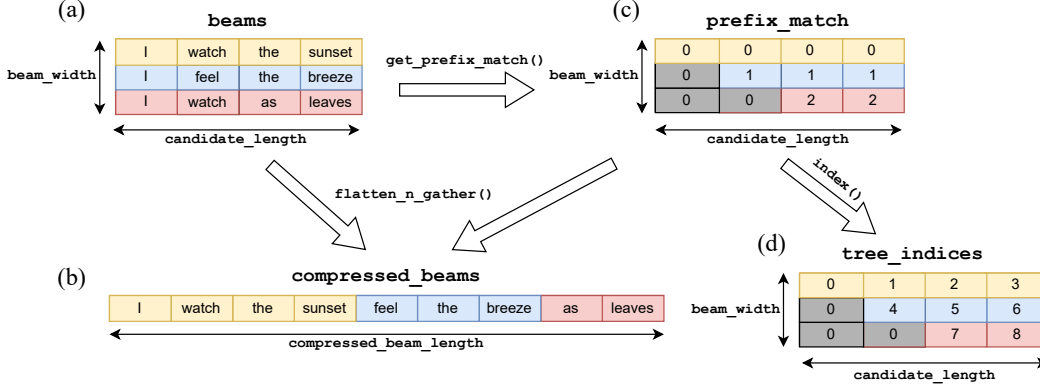 (a)
beams
beam_width
I watch the sunset
I feel the breeze
I watch as leaves
candidate_length
get_prefix_match()
(c)
prefix_match
beam_width
0 0 0 0
0 1 1 1
0 0 2 2
candidate_length
flatten_n_gather()
index()
(b)
compressed_beams
I watch the sunset feel the breeze as leaves
compressed_beam_length
(d)
tree_indices
beam_width
0 1 2 3
0 4 5 6
0 0 7 8
candidate_length